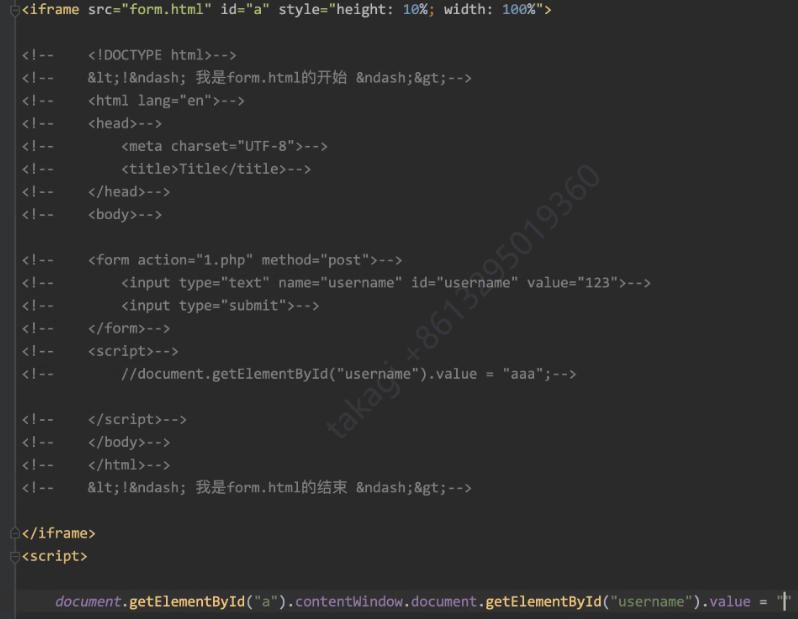 <iframe src="form.html" id="a" style="height: 10%; width: 100%">
<!--    <!DOCTYPE html>-->
<!--    &lt;!&ndash; 我是form.html的开始 &ndash;&gt;-->
<!--    <html lang="en">-->
<!--    <head>-->
<!--        <meta charset="UTF-8">-->
<!--        <title>Title</title>-->
<!--    </head>-->
<!--    <body>-->
<!--    <form action="1.php" method="post">-->
<!--        <input type="text" name="username" id="username" value="123">-->
<!--        <input type="submit">-->
<!--    </form>-->
<!--    <script>-->
<!--        //document.getElementById("username").value = "aaa";-->
<!--    </script>-->
<!--    </body>-->
<!--    </html>-->
<!--    &lt;!&ndash; 我是form.html的结束 &ndash;&gt;-->
</iframe>
<script>
    document.getElementById("a").contentWindow.document.getElementById("username").value = ""
takagi +8613295019360